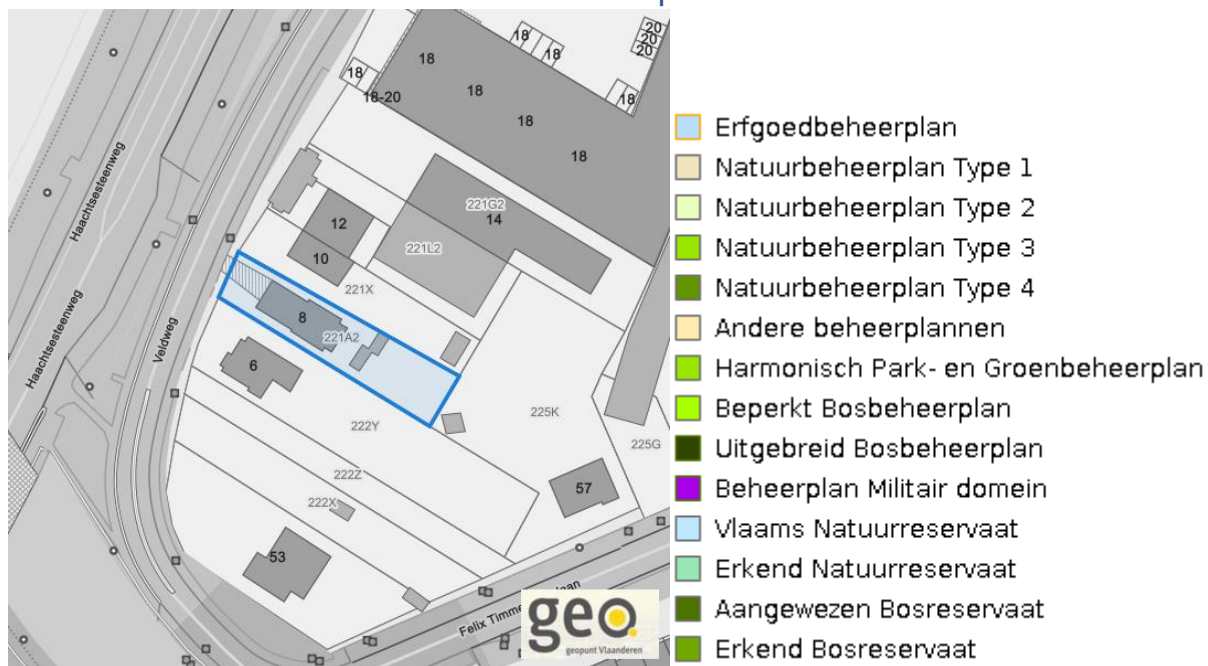 20
20
20
18
18
18
18
18
18-20
18
18
18
18
221G2
14
12
221L2
10
221X
8
221A2
6
222Y
225K
225G
222Z
222X
57
53
Haachtsesteenweg
Haachtsesteenweg
Veldweg
Felix Timme laan
geo.
geopunt Vlaanderen
Erfgoedbeheerplan
Natuurbeheerplan Type 1
Natuurbeheerplan Type 2
Natuurbeheerplan Type 3
Natuurbeheerplan Type 4
Andere beheerplannen
Harmonisch Park- en Groenbeheerplan
Beperkt Bosbeheerplan
Uitgebreid Bosbeheerplan
Beheerplan Militair domein
Vlaams Natuurreservaat
Erkend Natuurreservaat
Aangewezen Bosreservaat
Erkend Bosreservaat